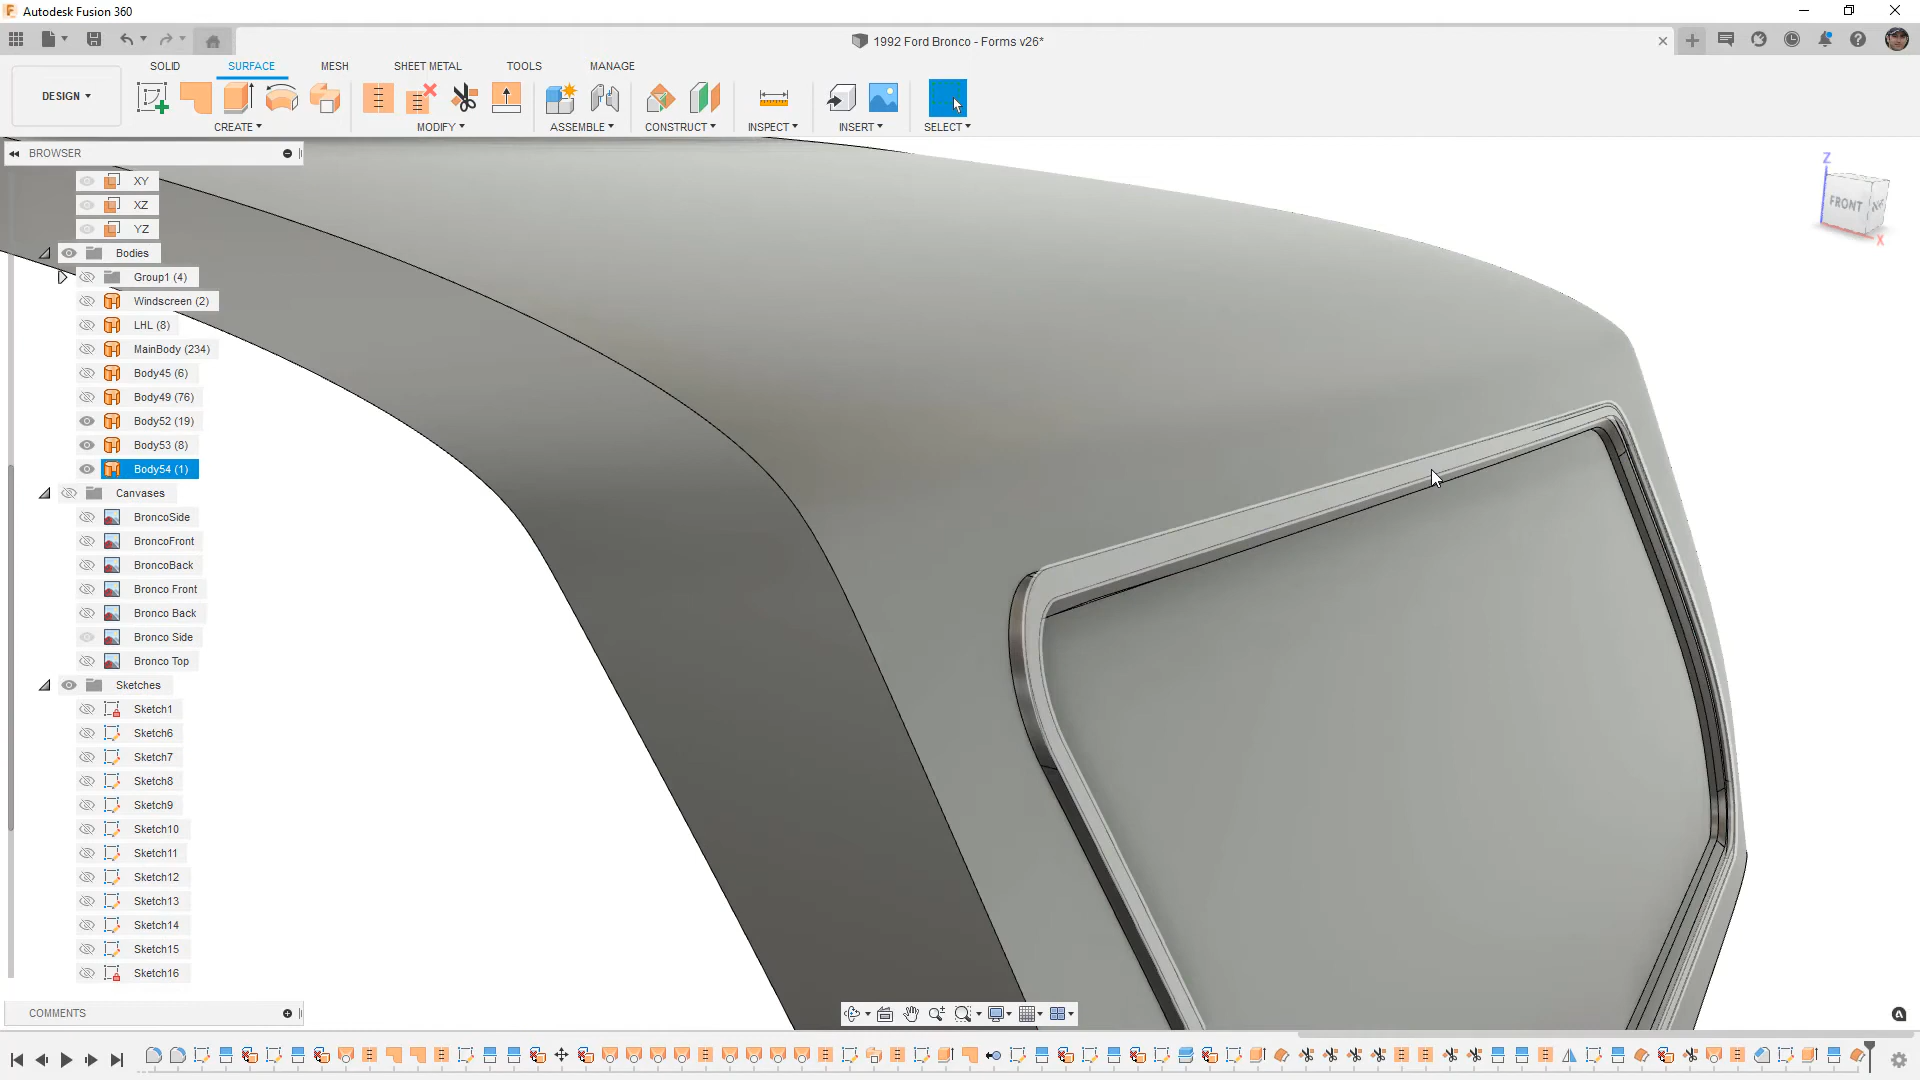 Autodesk Fusion 360
1992 Ford Bronco - Forms v26*
SOLID
SURFACE
MESH
SHEET METAL
TOOLS
MANAGE
DESIGN
CREATE
MODIFY
ASSEMBLE
CONSTRUCT
INSPECT
INSERT
SELECT
BROWSER
XY
XZ
YZ
Bodies
Group1 (4)
Windscreen (2)
LHL (8)
MainBody (234)
Body45 (6)
Body49 (76)
Body52 (19)
Body53 (8)
Body54 (1)
Canvases
BroncoSide
BroncoFront
BroncoBack
Bronco Front
Bronco Back
Bronco Side
Bronco Top
Sketches
Sketch1
Sketch6
Sketch7
Sketch8
Sketch9
Sketch10
Sketch11
Sketch12
Sketch13
Sketch14
Sketch15
Sketch16
COMMENTS
Z
FRONT
X